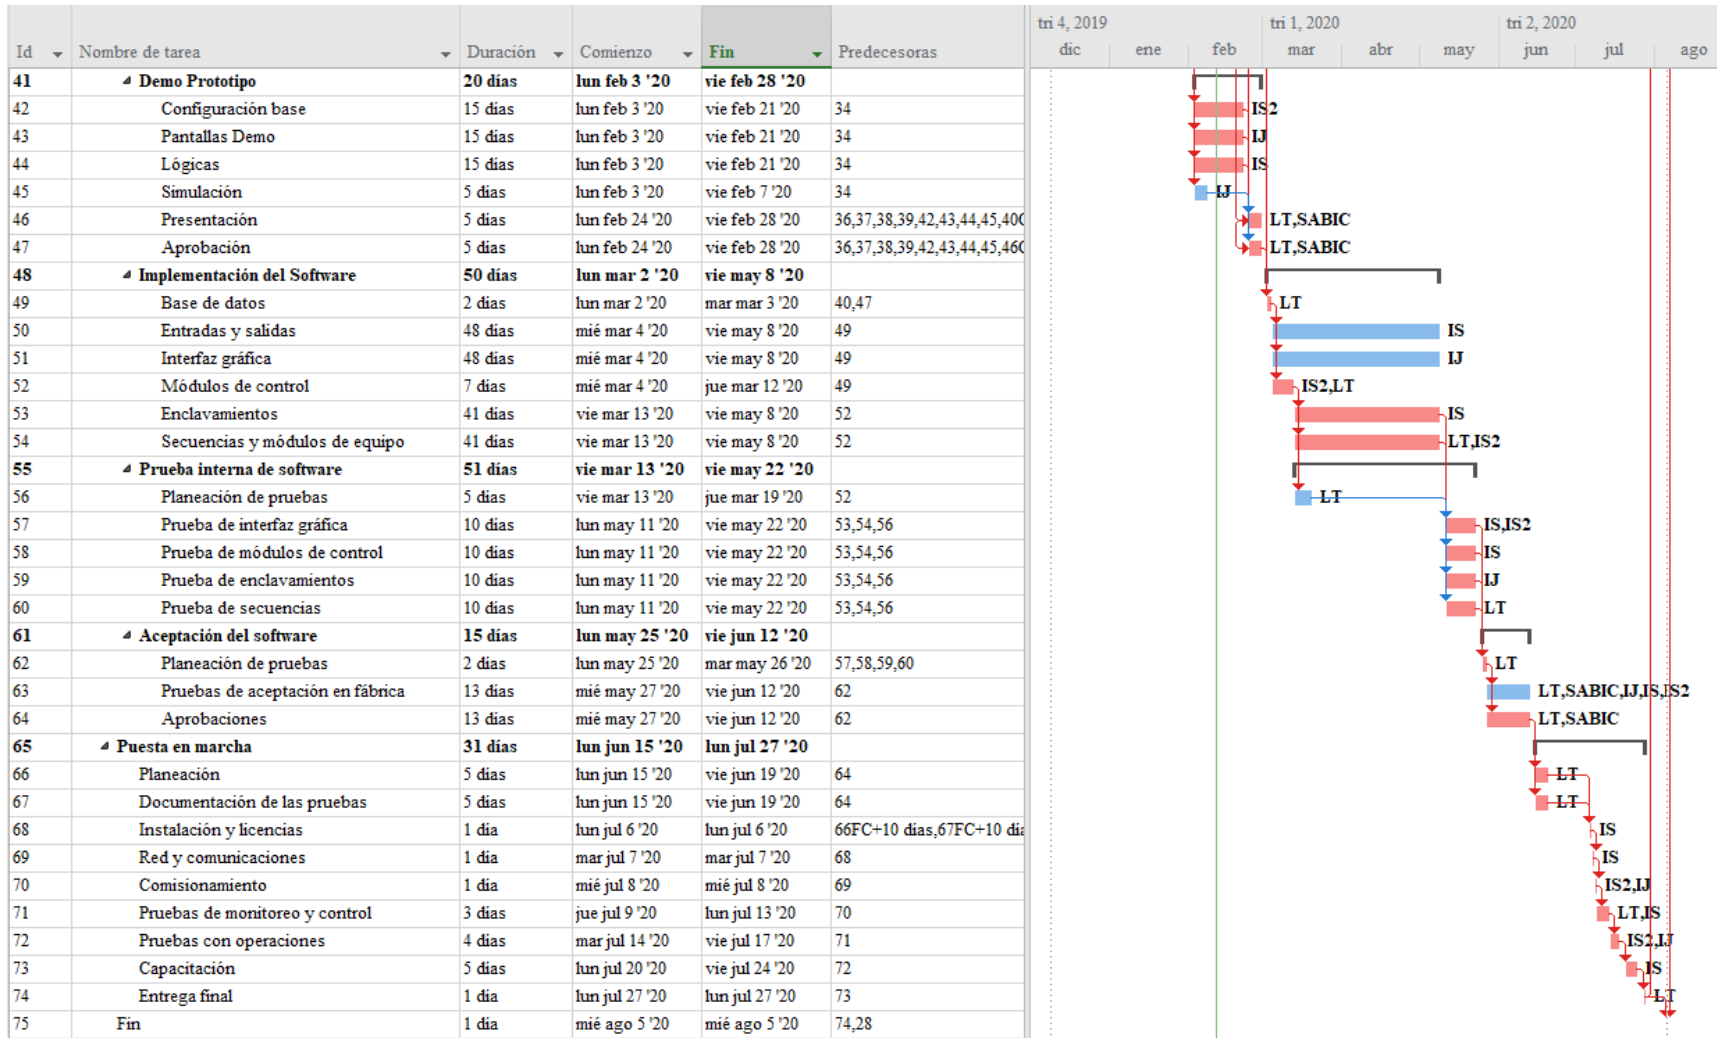 tri 4, 2019 tri 1, 2020 tri 2, 2020
Id Nombre de tarea Duración Comienzo Fin Predecesoras dic ene feb mar abr may jun jul ago
41 Demo Prototipo 20 días lun feb 3 '20 vie feb 28 '20
42 Configuración base 15 días lun feb 3 '20 vie feb 21 '20 34 IS2
43 Pantallas Demo 15 días lun feb 3 '20 vie feb 21 '20 34 IJ
44 Lógicas 15 días lun feb 3 '20 vie feb 21 '20 34 IS
45 Simulación 5 días lun feb 3 '20 vie feb 7 '20 34 IJ
46 Presentación 5 días lun feb 24 '20 vie feb 28 '20 36,37,38,39,42,43,44,45,40C LT,SABIC
47 Aprobación 5 días lun feb 24 '20 vie feb 28 '20 36,37,38,39,42,43,44,45,46C LT,SABIC
48 Implementación del Software 50 días lun mar 2 '20 vie may 8 '20
49 Base de datos 2 días lun mar 2 '20 mar mar 3 '20 40,47 LT
50 Entradas y salidas 48 días mié mar 4 '20 vie may 8 '20 49 IS
51 Interfaz gráfica 48 días mié mar 4 '20 vie may 8 '20 49 IJ
52 Módulos de control 7 días mié mar 4 '20 jue mar 12 '20 49 IS2,LT
53 Enclavamientos 41 días vie mar 13 '20 vie may 8 '20 52 IS
54 Secuencias y módulos de equipo 41 días vie mar 13 '20 vie may 8 '20 52 LT,IS2
55 Prueba interna de software 51 días vie mar 13 '20 vie may 22 '20
56 Planeación de pruebas 5 días vie mar 13 '20 jue mar 19 '20 52 LT
57 Prueba de interfaz gráfica 10 días lun may 11 '20 vie may 22 '20 53,54,56 IS,IS2
58 Prueba de módulos de control 10 días lun may 11 '20 vie may 22 '20 53,54,56 IS
59 Prueba de enclavamientos 10 días lun may 11 '20 vie may 22 '20 53,54,56 IJ
60 Prueba de secuencias 10 días lun may 11 '20 vie may 22 '20 53,54,56 LT
61 Aceptación del software 15 días lun may 25 '20 vie jun 12 '20
62 Planeación de pruebas 2 días lun may 25 '20 mar may 26 '20 57,58,59,60 LT
63 Pruebas de aceptación en fábrica 13 días mié may 27 '20 vie jun 12 '20 62 LT,SABIC,IJ,IS,IS2
64 Aprobaciones 13 días mié may 27 '20 vie jun 12 '20 62 LT,SABIC
65 Puesta en marcha 31 días lun jun 15 '20 lun jul 27 '20
66 Planeación 5 días lun jun 15 '20 vie jun 19 '20 64 LT
67 Documentación de las pruebas 5 días lun jun 15 '20 vie jun 19 '20 64 LT
68 Instalación y licencias 1 día lun jul 6 '20 lun jul 6 '20 66FC+10 días,67FC+10 día IS
69 Red y comunicaciones 1 día mar jul 7 '20 mar jul 7 '20 68 IS
70 Comisionamiento 1 día mié jul 8 '20 mié jul 8 '20 69 IS2,IJ
71 Pruebas de monitoreo y control 3 días jue jul 9 '20 lun jul 13 '20 70 LT,IS
72 Pruebas con operaciones 4 días mar jul 14 '20 vie jul 17 '20 71 IS2,IJ
73 Capacitación 5 días lun jul 20 '20 vie jul 24 '20 72 IS
74 Entrega final 1 día lun jul 27 '20 lun jul 27 '20 73 LT
75 Fin 1 día mié ago 5 '20 mié ago 5 '20 74,28